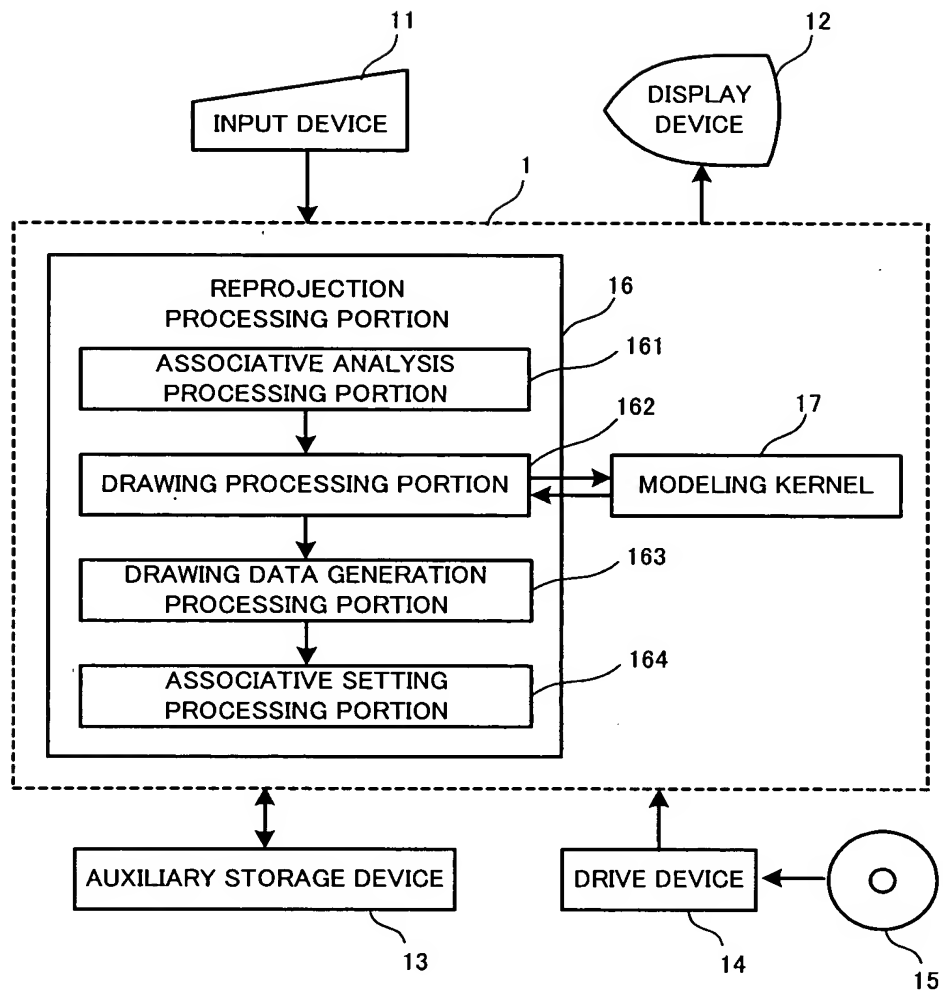 11
12
INPUT DEVICE
DISPLAY
DEVICE
1
REPROJECTION
PROCESSING PORTION
16
ASSOCIATIVE ANALYSIS
PROCESSING PORTION
161
162
17
DRAWING PROCESSING PORTION
MODELING KERNEL
DRAWING DATA GENERATION
PROCESSING PORTION
163
ASSOCIATIVE SETTING
PROCESSING PORTION
164
AUXILIARY STORAGE DEVICE
DRIVE DEVICE
13
14
15